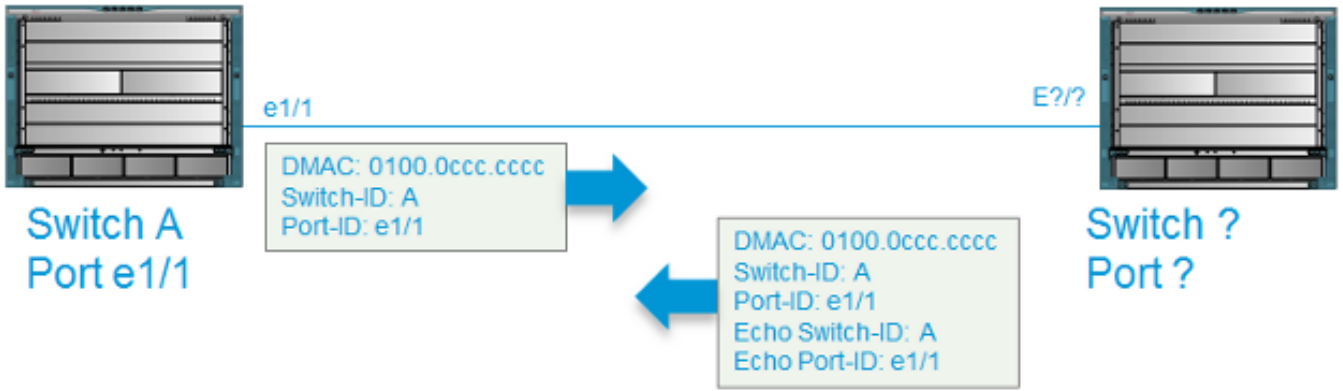 e1/1
E?/?
DMAC: 0100.0ccc.cccc
Switch-ID: A
Port-ID: e1/1
Switch A
Port e1/1
DMAC: 0100.0ccc.cccc
Switch-ID: A
Port-ID: e1/1
Echo Switch-ID: A
Echo Port-ID: e1/1
Switch ?
Port ?